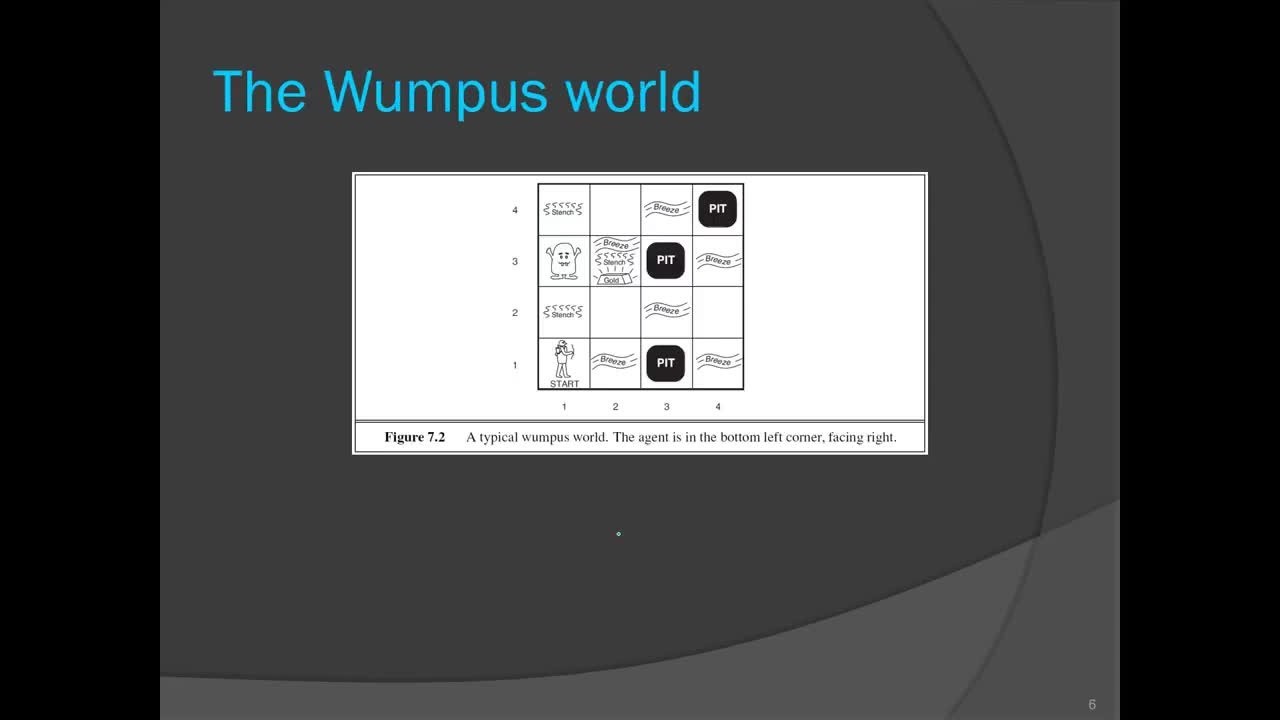 The Wumpus world
4
Stench
Breeze
PIT
3
Breeze
Stench
Gold
PIT
Breeze
2
Stench
Breeze
1
START
Breeze
PIT
Breeze
1 2 3 4
Figure 7.2 A typical wumpus world. The agent is in the bottom left corner, facing right.
6